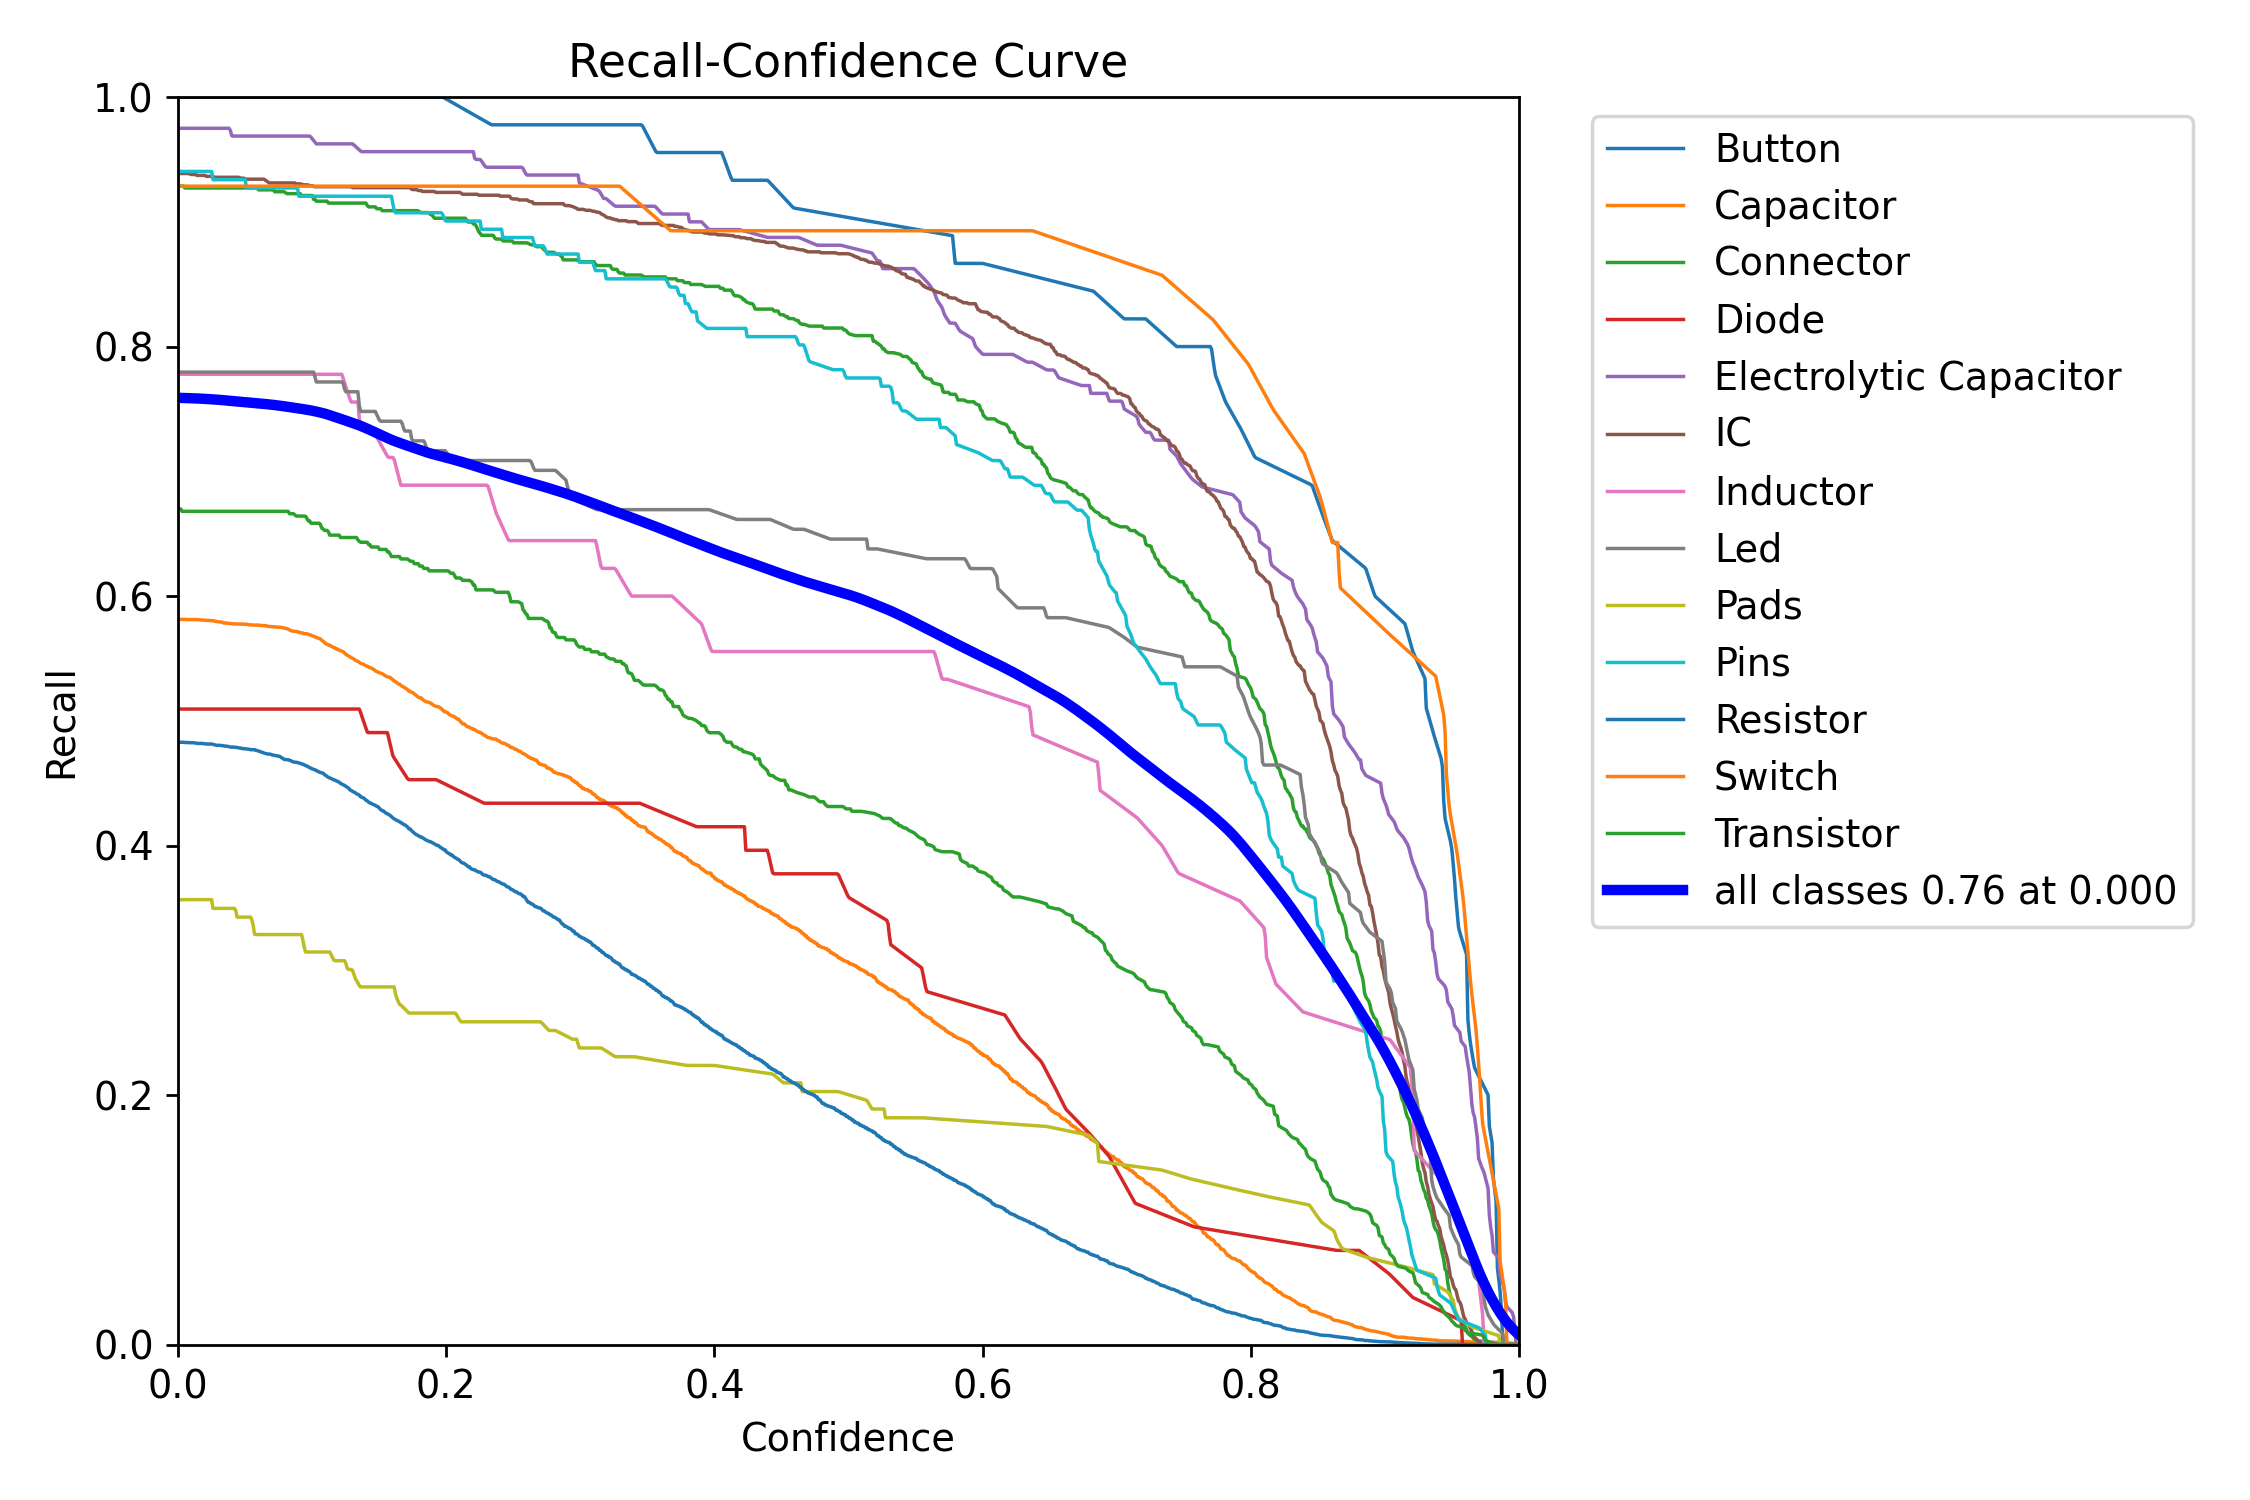 Recall-Confidence Curve
1.0
0.8
0.6
0.4
0.2
0.0
Recall
0.0 0.2 0.4 0.6 0.8 1.0
Confidence
Button
Capacitor
Connector
Diode
Electrolytic Capacitor
IC
Inductor
Led
Pads
Pins
Resistor
Switch
Transistor
all classes 0.76 at 0.000